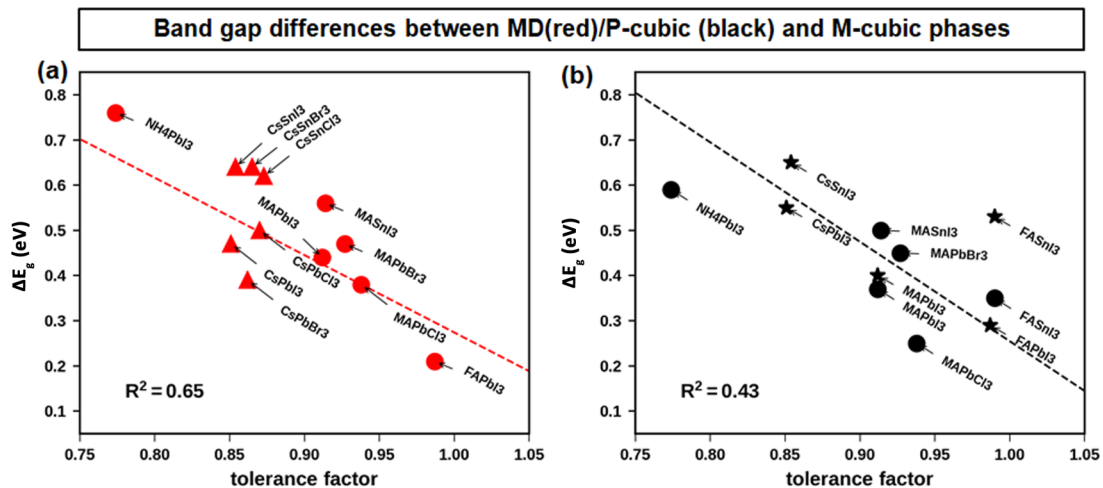 Band gap differences between MD(red)/P-cubic (black) and M-cubic phases
(a)
ΔEg (eV)
0.8
0.7
0.6
0.5
0.4
0.3
0.2
0.1
NH4PbI3
CsSnI3
CsSnBr3
CsSnCl3
MAPbI3
MASnI3
MAPbBr3
CsPbCl3
CsPbI3
CsPbBr3
MAPbCl3
FAPbI3
R² = 0.65
0.75 0.80 0.85 0.90 0.95 1.00 1.05
tolerance factor
(b)
ΔEg (eV)
0.8
0.7
0.6
0.5
0.4
0.3
0.2
0.1
CsSnI3
NH4PbI3
CsPbI3
MASnI3
FASnI3
MAPbBr3
MAPbI3
MAPbI3
FASnI3
FAPbI3
MAPbCl3
R² = 0.43
0.75 0.80 0.85 0.90 0.95 1.00 1.05
tolerance factor